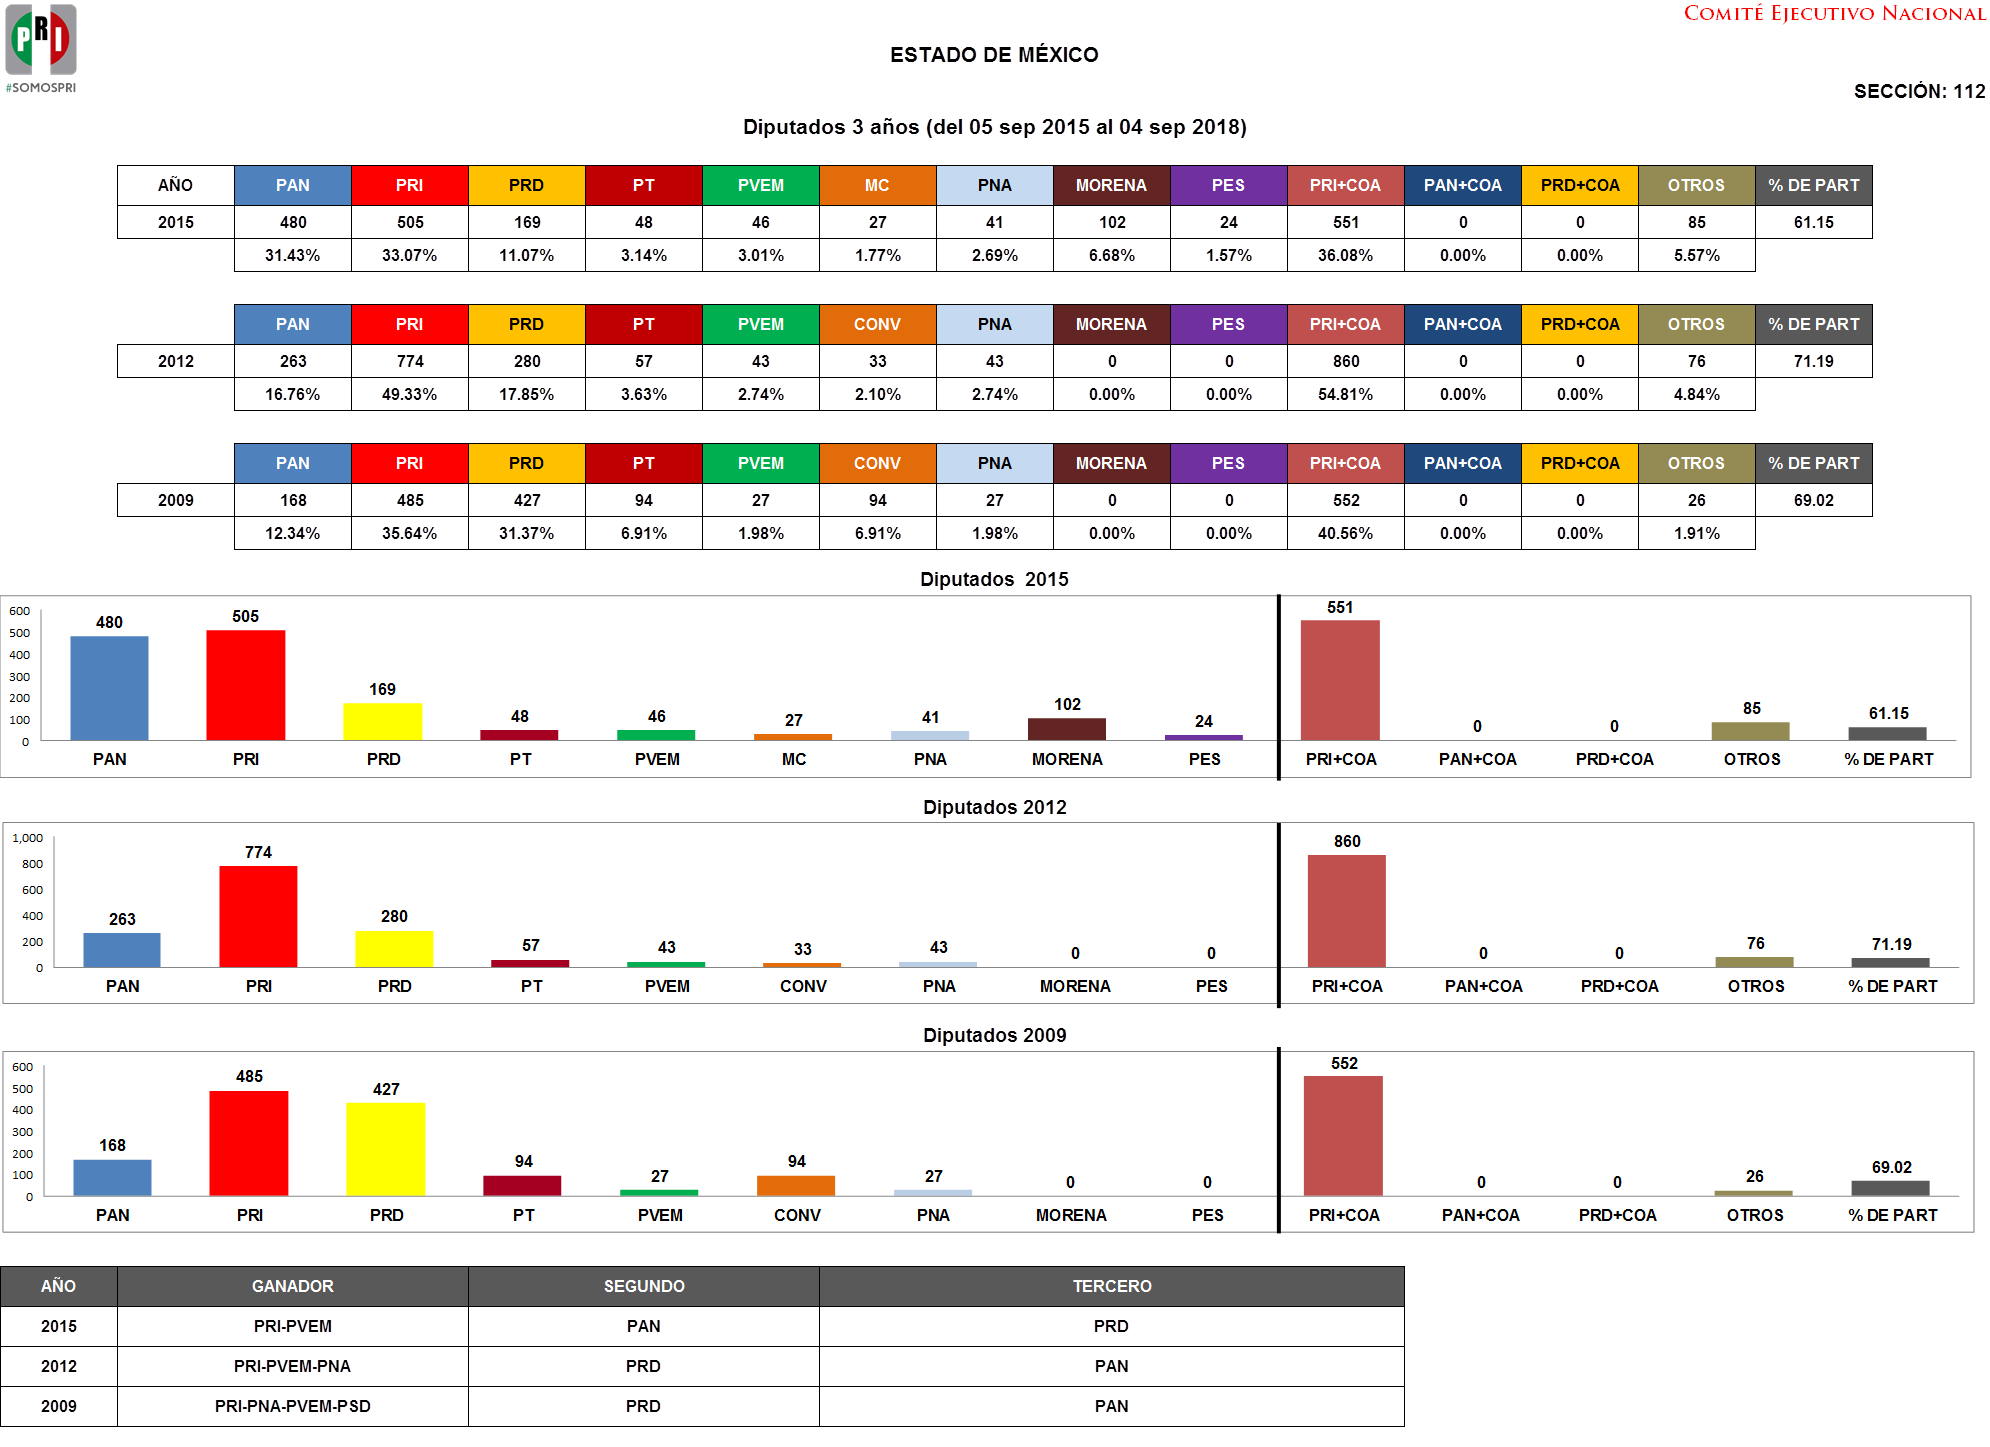 PRI
#SOMOSPRI
COMITÉ EJECUTIVO NACIONAL
ESTADO DE MÉXICO
SECCIÓN: 112
Diputados 3 años (del 05 sep 2015 al 04 sep 2018)
AÑO PAN PRI PRD PT PVEM MC PNA MORENA PES PRI+COA PAN+COA PRD+COA OTROS % DE PART
2015 480 505 169 48 46 27 41 102 24 551 0 0 85 61.15
31.43% 33.07% 11.07% 3.14% 3.01% 1.77% 2.69% 6.68% 1.57% 36.08% 0.00% 0.00% 5.57%
PAN PRI PRD PT PVEM CONV PNA MORENA PES PRI+COA PAN+COA PRD+COA OTROS % DE PART
2012 263 774 280 57 43 33 43 0 0 860 0 0 76 71.19
16.76% 49.33% 17.85% 3.63% 2.74% 2.10% 2.74% 0.00% 0.00% 54.81% 0.00% 0.00% 4.84%
PAN PRI PRD PT PVEM CONV PNA MORENA PES PRI+COA PAN+COA PRD+COA OTROS % DE PART
2009 168 485 427 94 27 94 27 0 0 552 0 0 26 69.02
12.34% 35.64% 31.37% 6.91% 1.98% 6.91% 1.98% 0.00% 0.00% 40.56% 0.00% 0.00% 1.91%
Diputados 2015
600
500
400
300
200
100
0
480 505 169 48 46 27 41 102 24 551 0 0 85 61.15
PAN PRI PRD PT PVEM MC PNA MORENA PES PRI+COA PAN+COA PRD+COA OTROS % DE PART
Diputados 2012
1,000
800
600
400
200
0
263 774 280 57 43 33 43 0 0 860 0 0 76 71.19
PAN PRI PRD PT PVEM CONV PNA MORENA PES PRI+COA PAN+COA PRD+COA OTROS % DE PART
Diputados 2009
600
500
400
300
200
100
0
168 485 427 94 27 94 27 0 0 552 0 0 26 69.02
PAN PRI PRD PT PVEM CONV PNA MORENA PES PRI+COA PAN+COA PRD+COA OTROS % DE PART
AÑO GANADOR SEGUNDO TERCERO
2015 PRI-PVEM PAN PRD
2012 PRI-PVEM-PNA PRD PAN
2009 PRI-PNA-PVEM-PSD PRD PAN